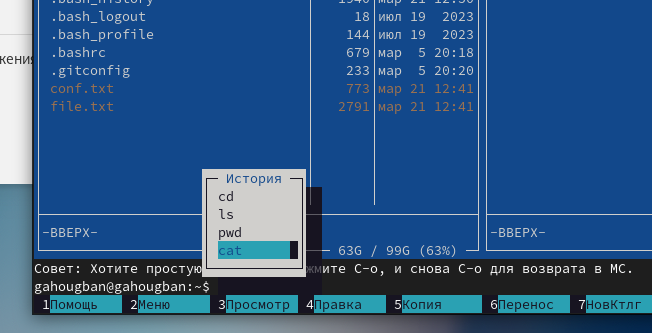 .bash_logout 18 июл 19 2023
.bash_profile 144 июл 19 2023
.bashrc 679 мар 5 20:18
.gitconfig 233 мар 5 20:20
conf.txt 773 мар 21 12:41
file.txt 2791 мар 21 12:41
жения
История
cd
ls
pwd
cat
-ВВЕРХ-
-ВВЕРХ-
63G / 99G (63%)
Совет: Хотите простую жмите C-o, и снова C-o для возврата в MC.
gahougban@gahougban:~$
1Помощь 2Меню 3Просмотр 4Правка 5Копия 6Перенос 7НовКтлг